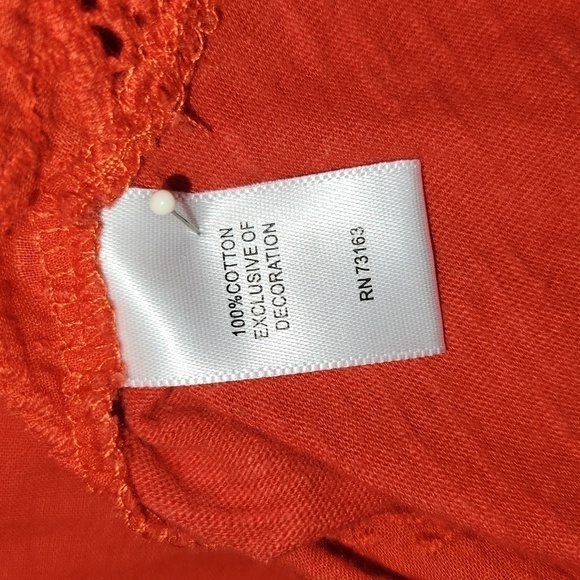 100%COTTON
EXCLUSIVE OF
DECORATION
RN 73163